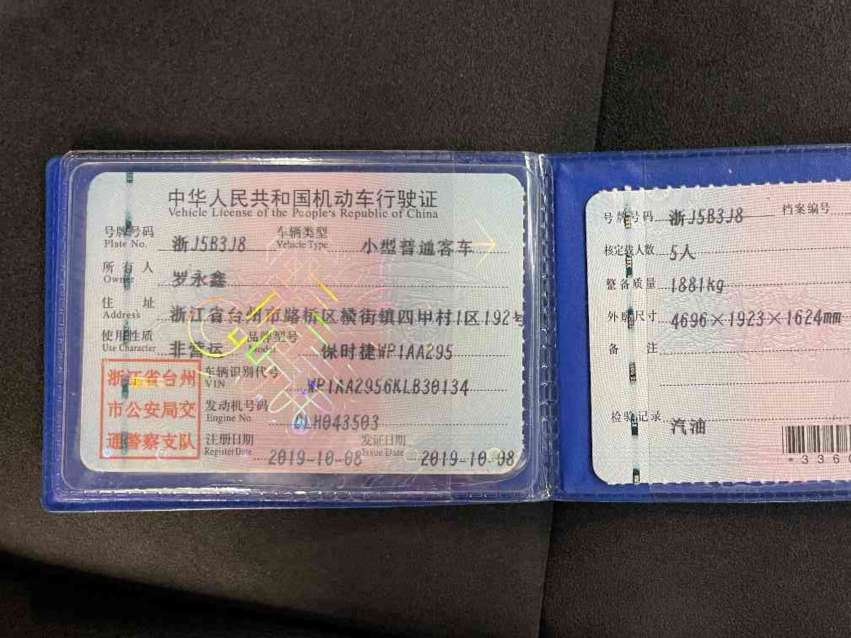 中华人民共和国机动车行驶证
Vehicle License of the People's Republic of China
号牌号码 浙J5B3J8 车辆类型 小型普通客车
Plate No. Vehicle Type
所有人 罗永鑫
Owner
住址 浙江省台州市路桥区横街镇四甲村1区192号
Address
使用性质 非营运 品牌型号 保时捷WP1AA295
Use Character Model
浙江省台州
市公安局交
通警察支队
车辆识别代号 WP1AA2956KLB30134
VIN
发动机号码 CLH043503
Engine No.
注册日期 2019-10-08 发证日期 2019-10-08
Register Date Issue Date
号牌号码 浙J5B3J8 档案编号
核定载人数 5人
整备质量 1881kg
外廓尺寸 4696×1923×1624mm
备注
检验记录 汽油
*3360